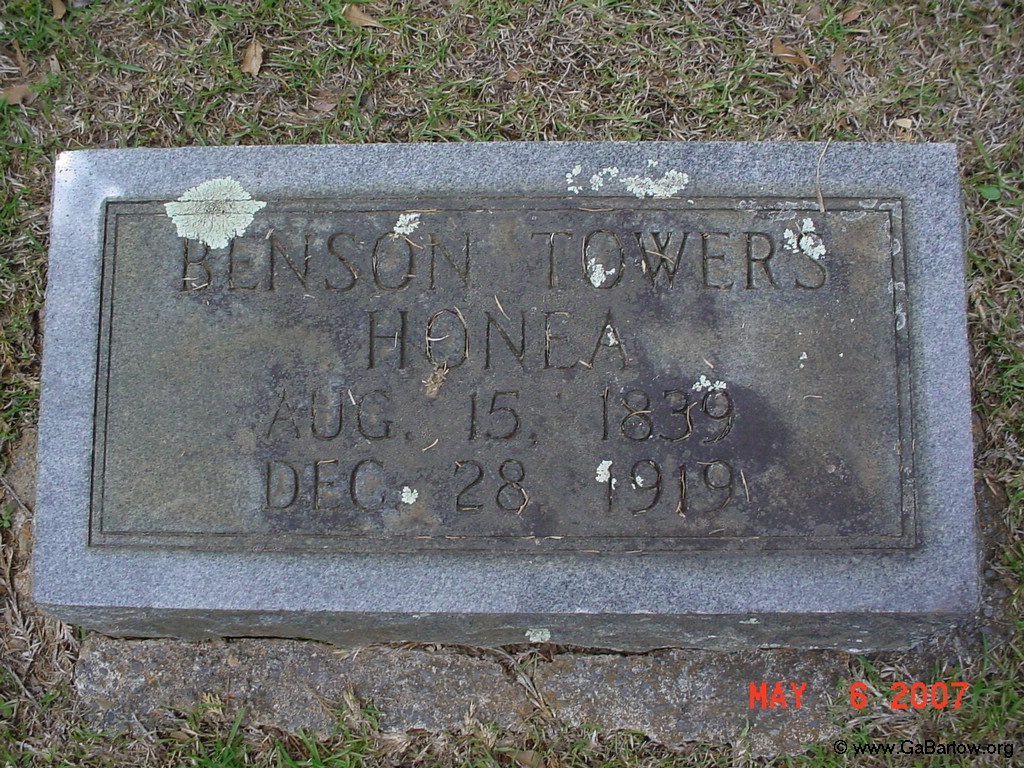 BENSON TOWERS
HONEA
AUG. 15, 1839
DEC. 28, 1919
MAY 6 2007
© www.GaBartow.org